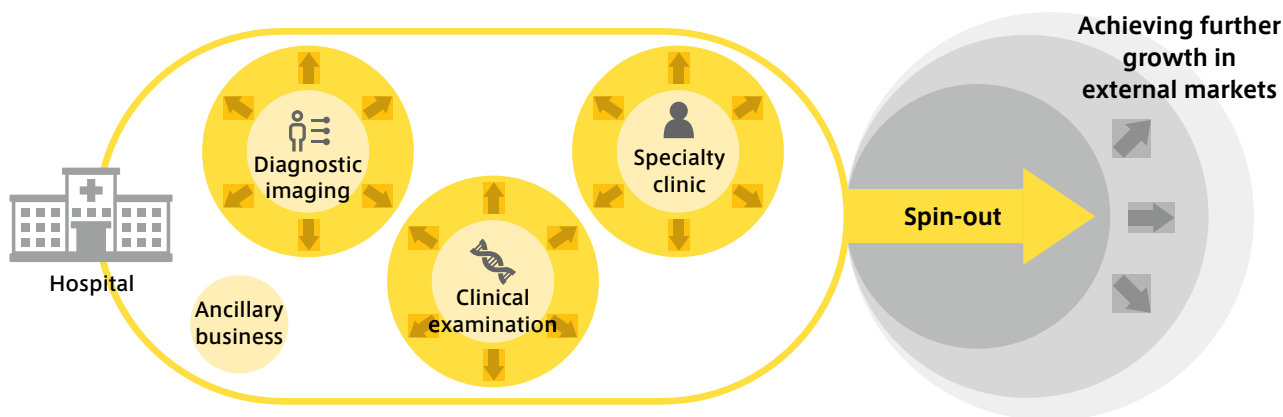 Hospital
Diagnostic
imaging
Ancillary
business
Clinical
examination
Specialty
clinic
Spin-out
Achieving further
growth in
external markets